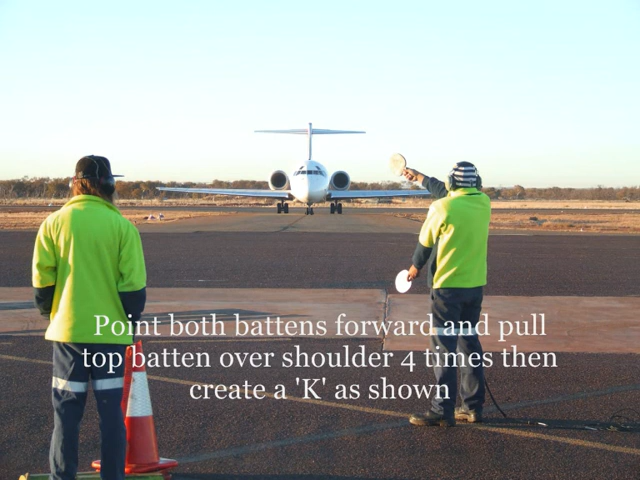 Point both battens forward and pull
top batten over shoulder 4 times then
create a 'K' as shown